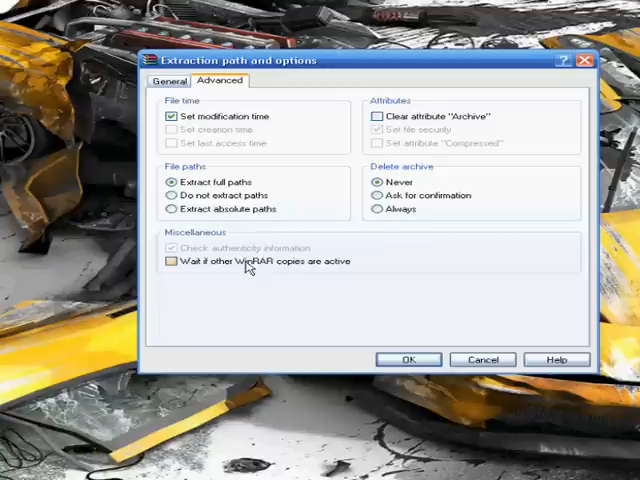 Extraction path and options
General Advanced
File time
Set modification time
Set creation time
Set last access time
Attributes
Clear attribute "Archive"
Set file security
Set attribute "Compressed"
File paths
Extract full paths
Do not extract paths
Extract absolute paths
Delete archive
Never
Ask for confirmation
Always
Miscellaneous
Check authenticity information
Wait if other WinRAR copies are active
OK Cancel Help